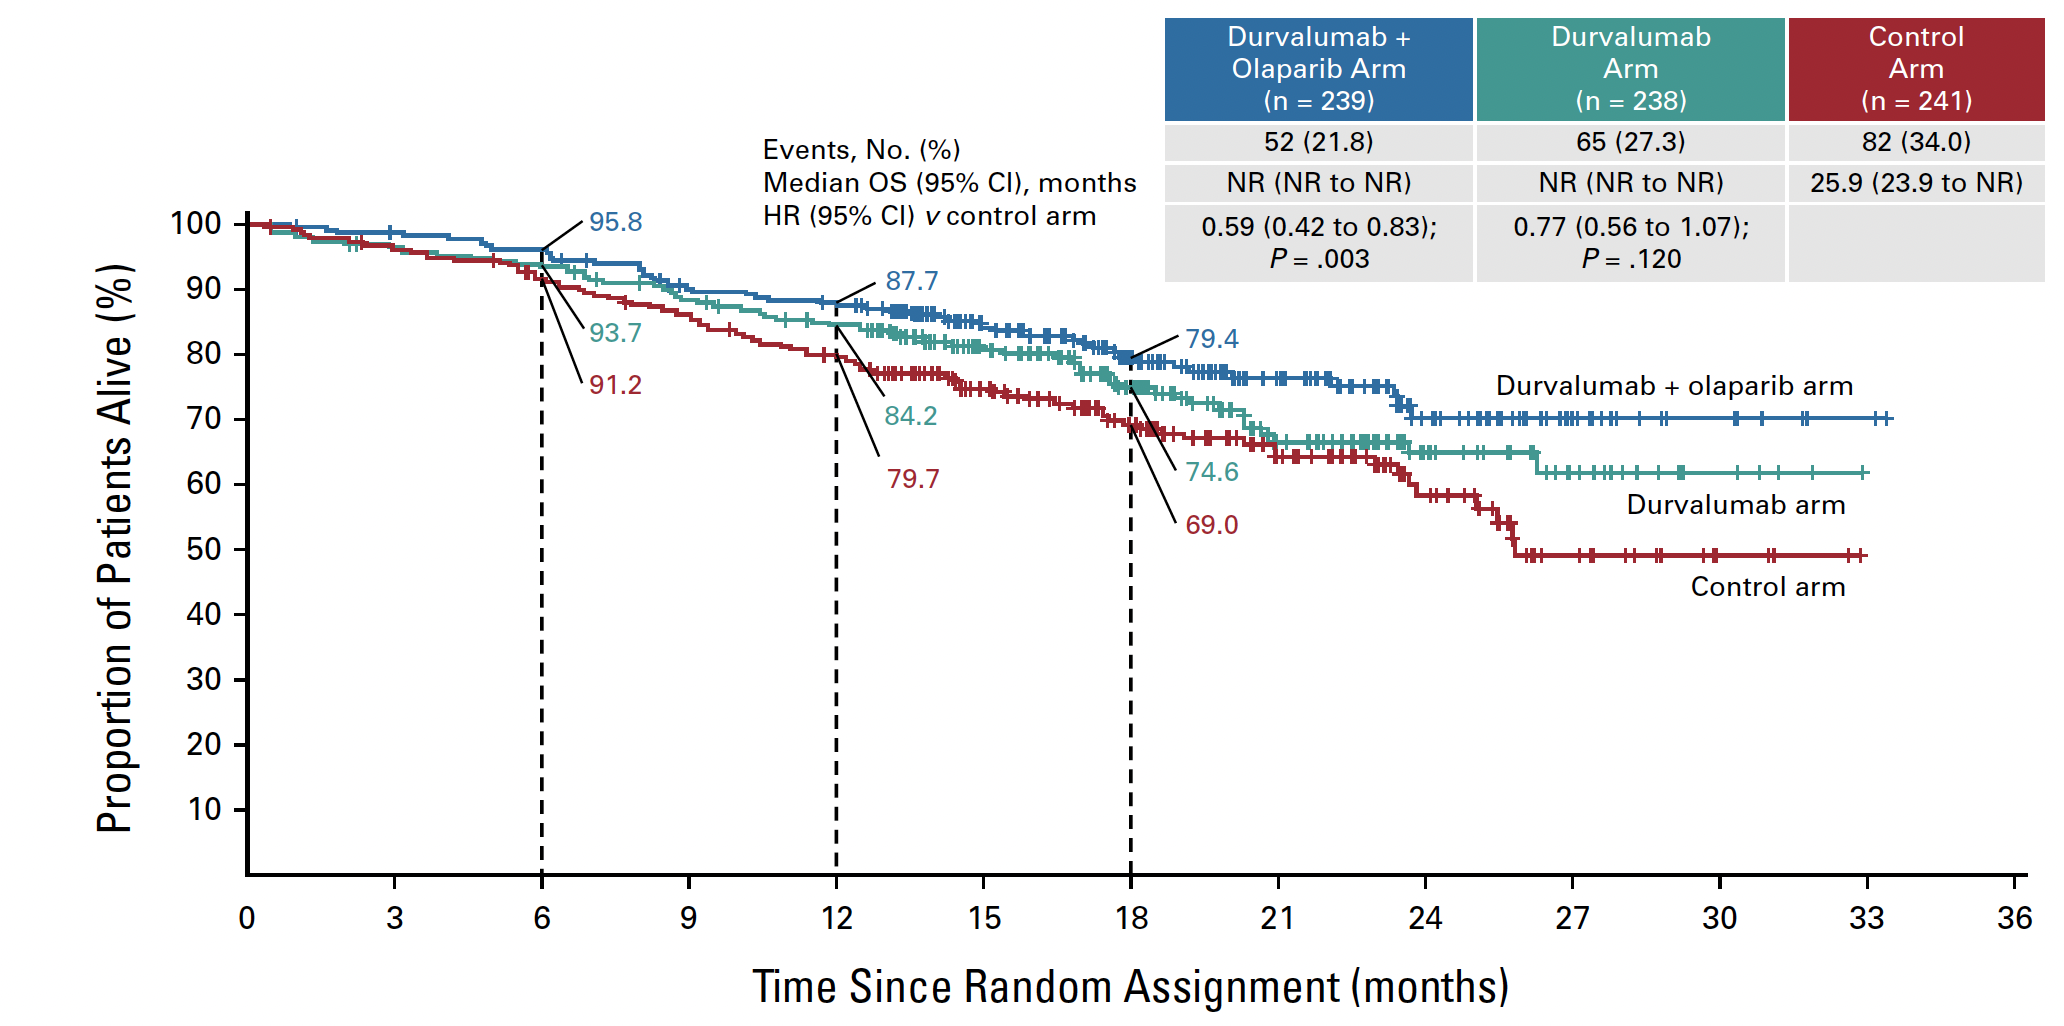 Durvalumab +
Olaparib Arm
(n = 239)
Durvalumab
Arm
(n = 238)
Control
Arm
(n = 241)
Events, No. (%)
52 (21.8)
65 (27.3)
82 (34.0)
Median OS (95% CI), months
NR (NR to NR)
NR (NR to NR)
25.9 (23.9 to NR)
HR (95% CI) v control arm
0.59 (0.42 to 0.83);
P = .003
0.77 (0.56 to 1.07);
P = .120
Proportion of Patients Alive (%)
100
90
80
70
60
50
40
30
20
10
95.8
93.7
91.2
87.7
84.2
79.7
79.4
74.6
69.0
Durvalumab + olaparib arm
Durvalumab arm
Control arm
0
3
6
9
12
15
18
21
24
27
30
33
36
Time Since Random Assignment (months)